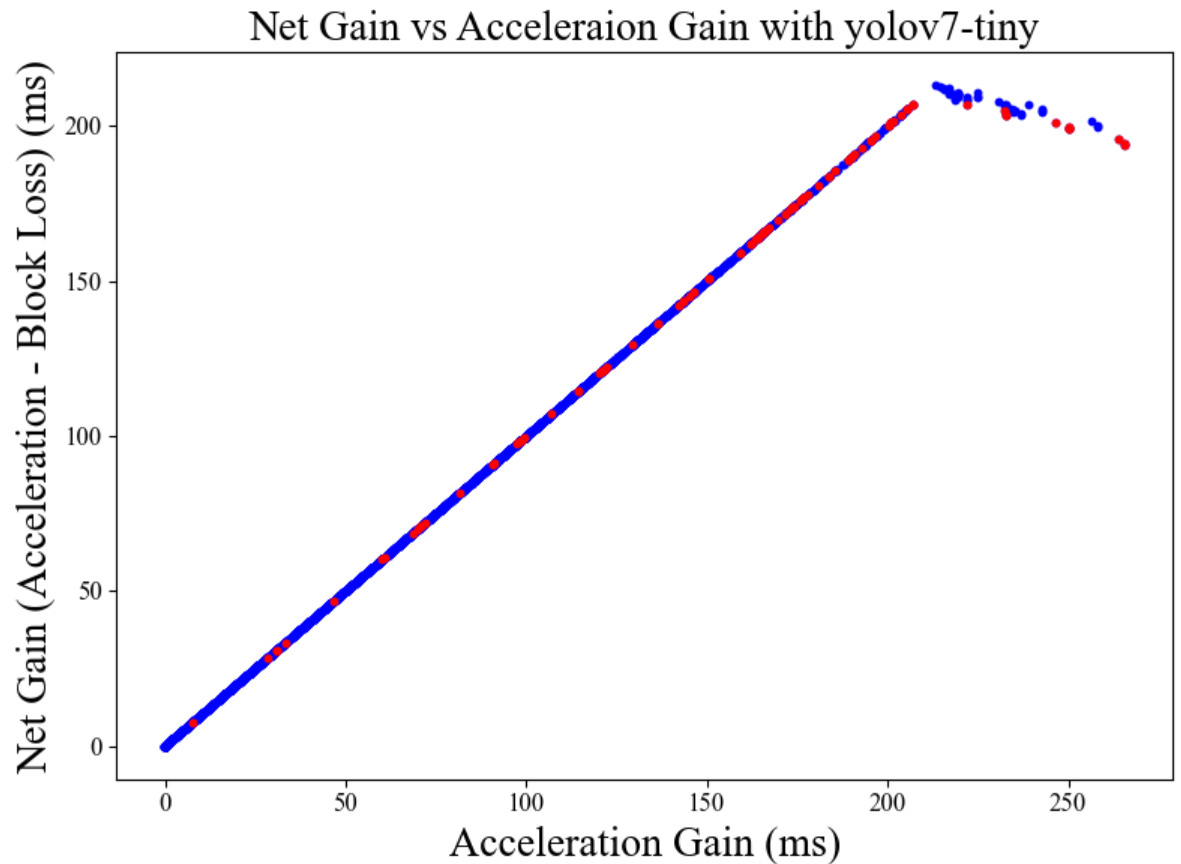 Net Gain vs Acceleraion Gain with yolov7-tiny
Net Gain (Acceleration - Block Loss) (ms)
200
150
100
50
0
0 50 100 150 200 250
Acceleration Gain (ms)